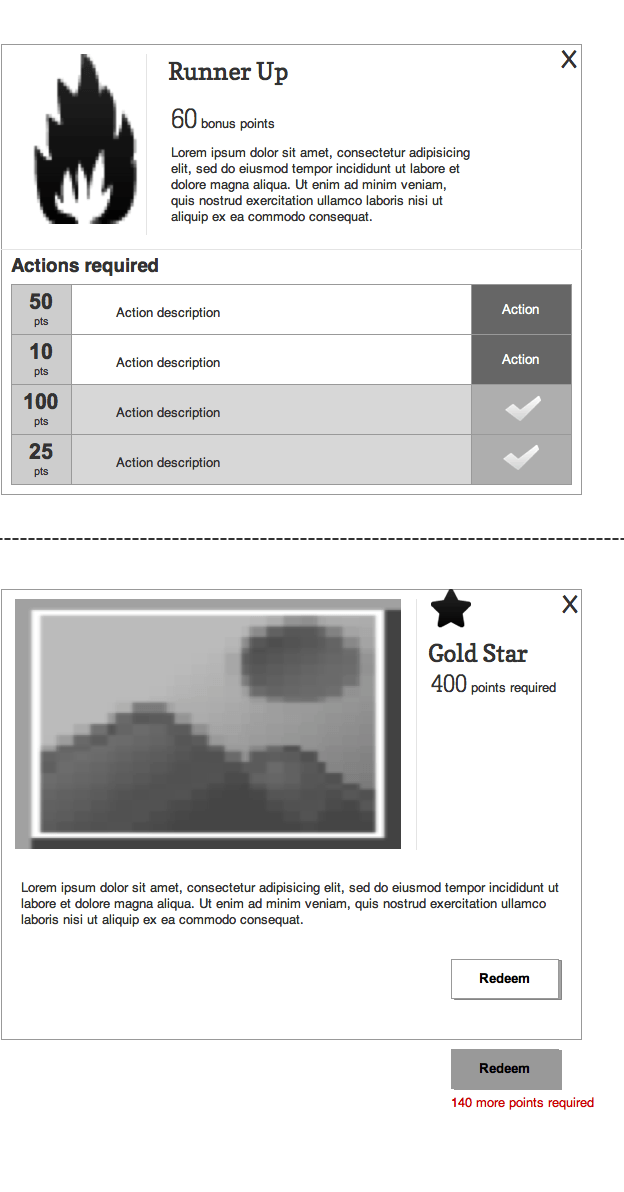 X
Runner Up
60 bonus points
Lorem ipsum dolor sit amet, consectetur adipisicing
elit, sed do eiusmod tempor incididunt ut labore et
dolore magna aliqua. Ut enim ad minim veniam,
quis nostrud exercitation ullamco laboris nisi ut
aliquip ex ea commodo consequat.
Actions required
50 pts Action description Action
10 pts Action description Action
100 pts Action description
25 pts Action description
X
Gold Star
400 points required
Lorem ipsum dolor sit amet, consectetur adipisicing elit, sed do eiusmod tempor incididunt ut
labore et dolore magna aliqua. Ut enim ad minim veniam, quis nostrud exercitation ullamco
laboris nisi ut aliquip ex ea commodo consequat.
Redeem
Redeem
140 more points required